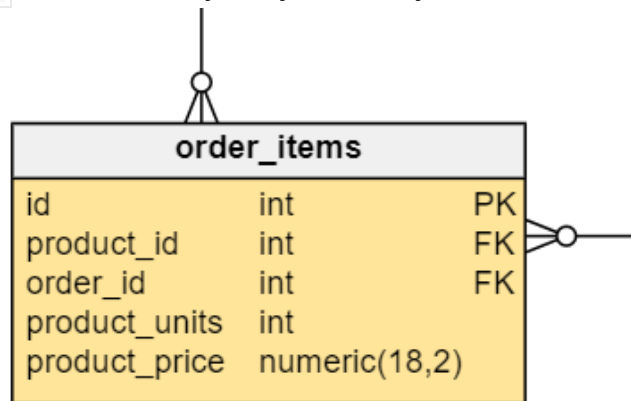 order_items
id int PK
product_id int FK
order_id int FK
product_units int
product_price numeric(18,2)